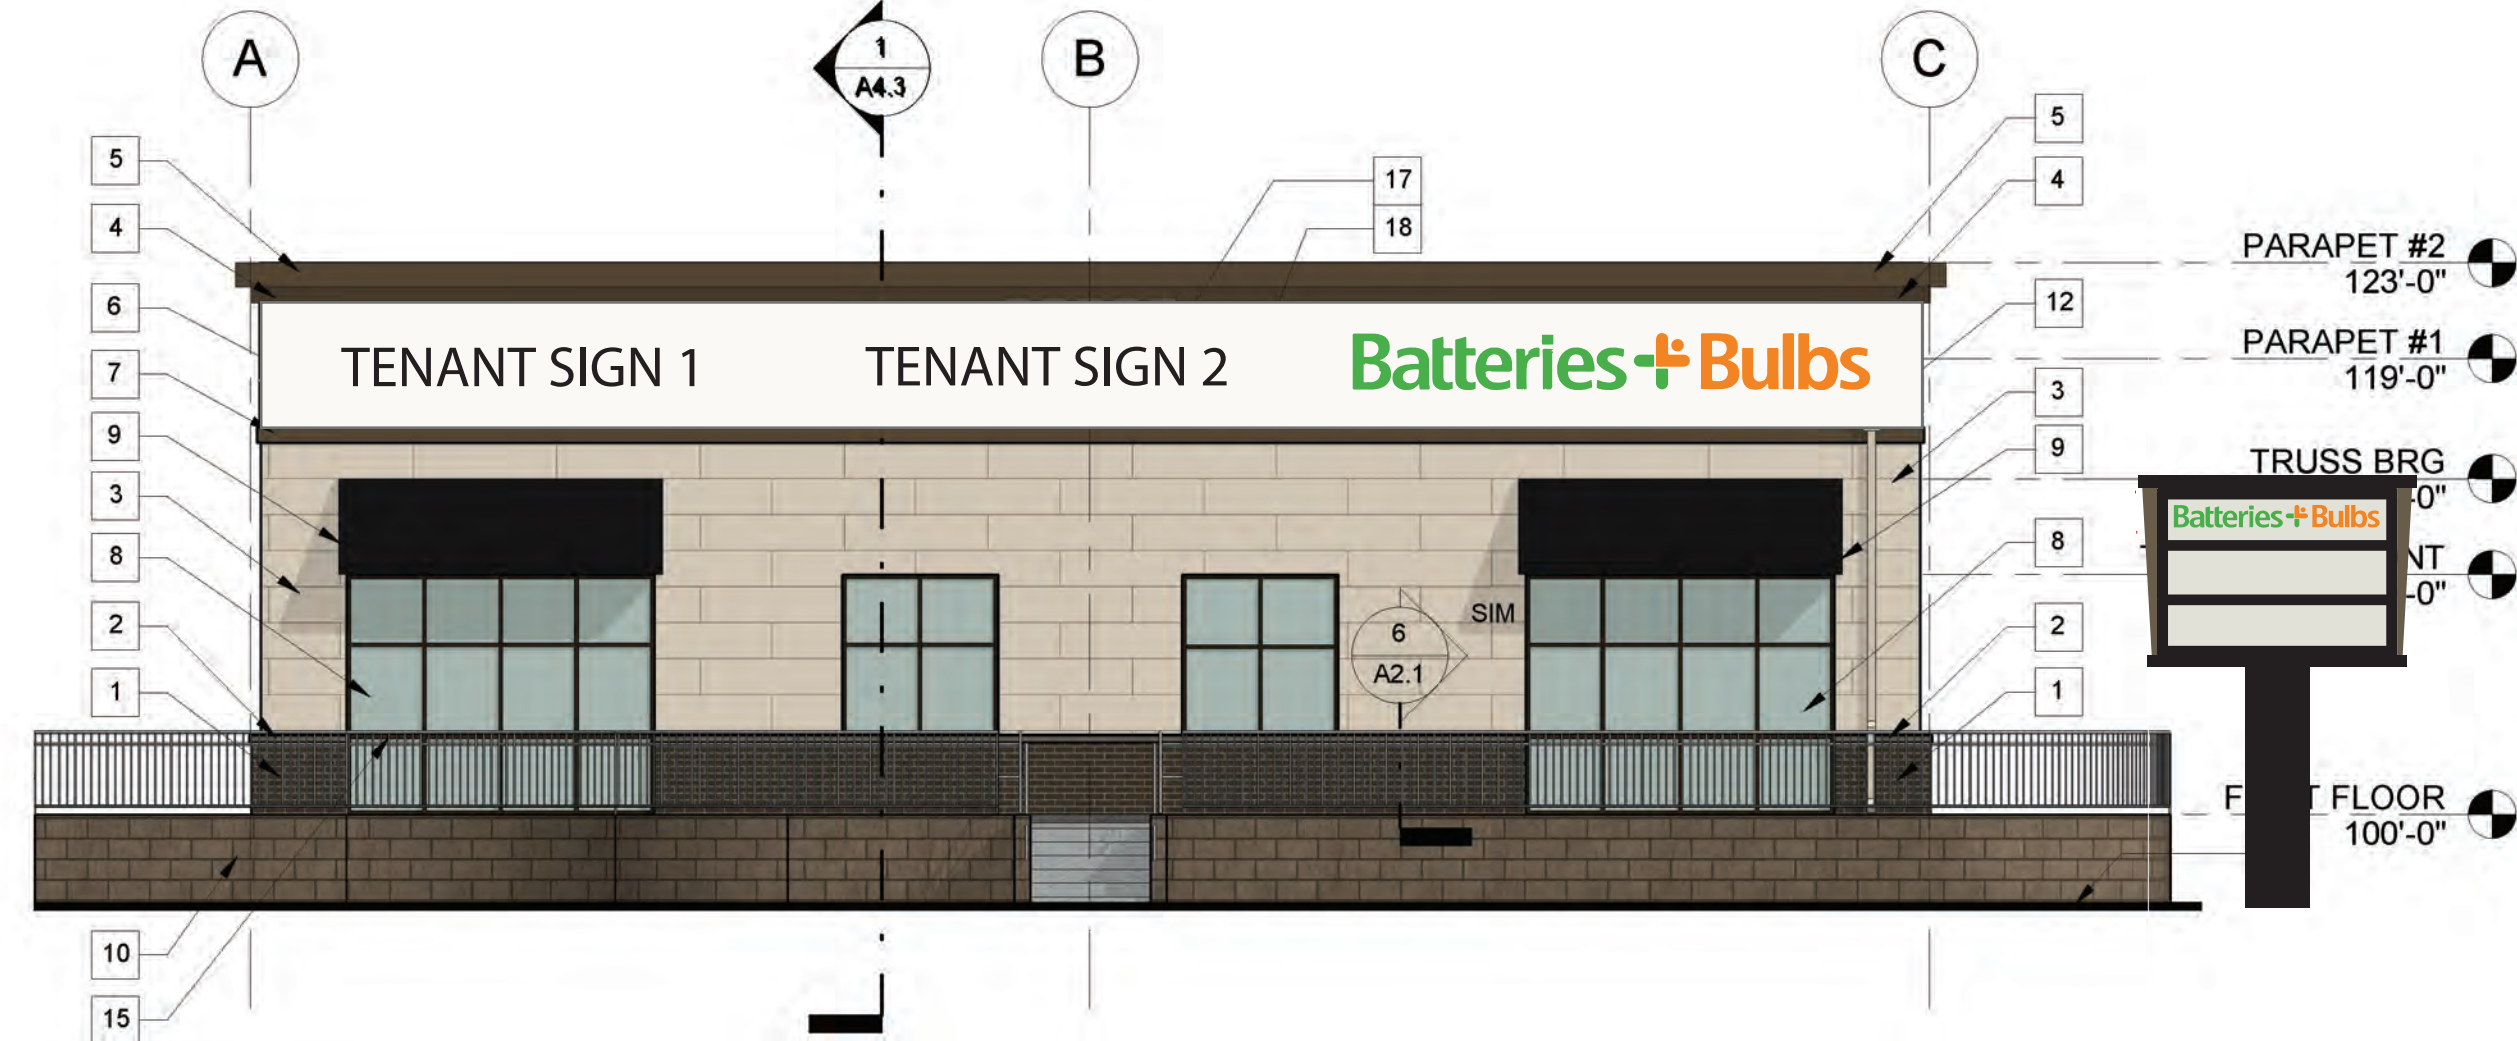 A
1
A4.3
B
C
5
4
6
7
9
3
8
2
1
10
15
17
18
5
4
12
3
9
8
2
1
PARAPET #2
123'-0"
PARAPET #1
119'-0"
TRUSS BRG
-0"
NT
-0"
FLOOR
100'-0"
TENANT SIGN 1
TENANT SIGN 2
Batteries+Bulbs
SIM
6
A2.1
Batteries+Bulbs